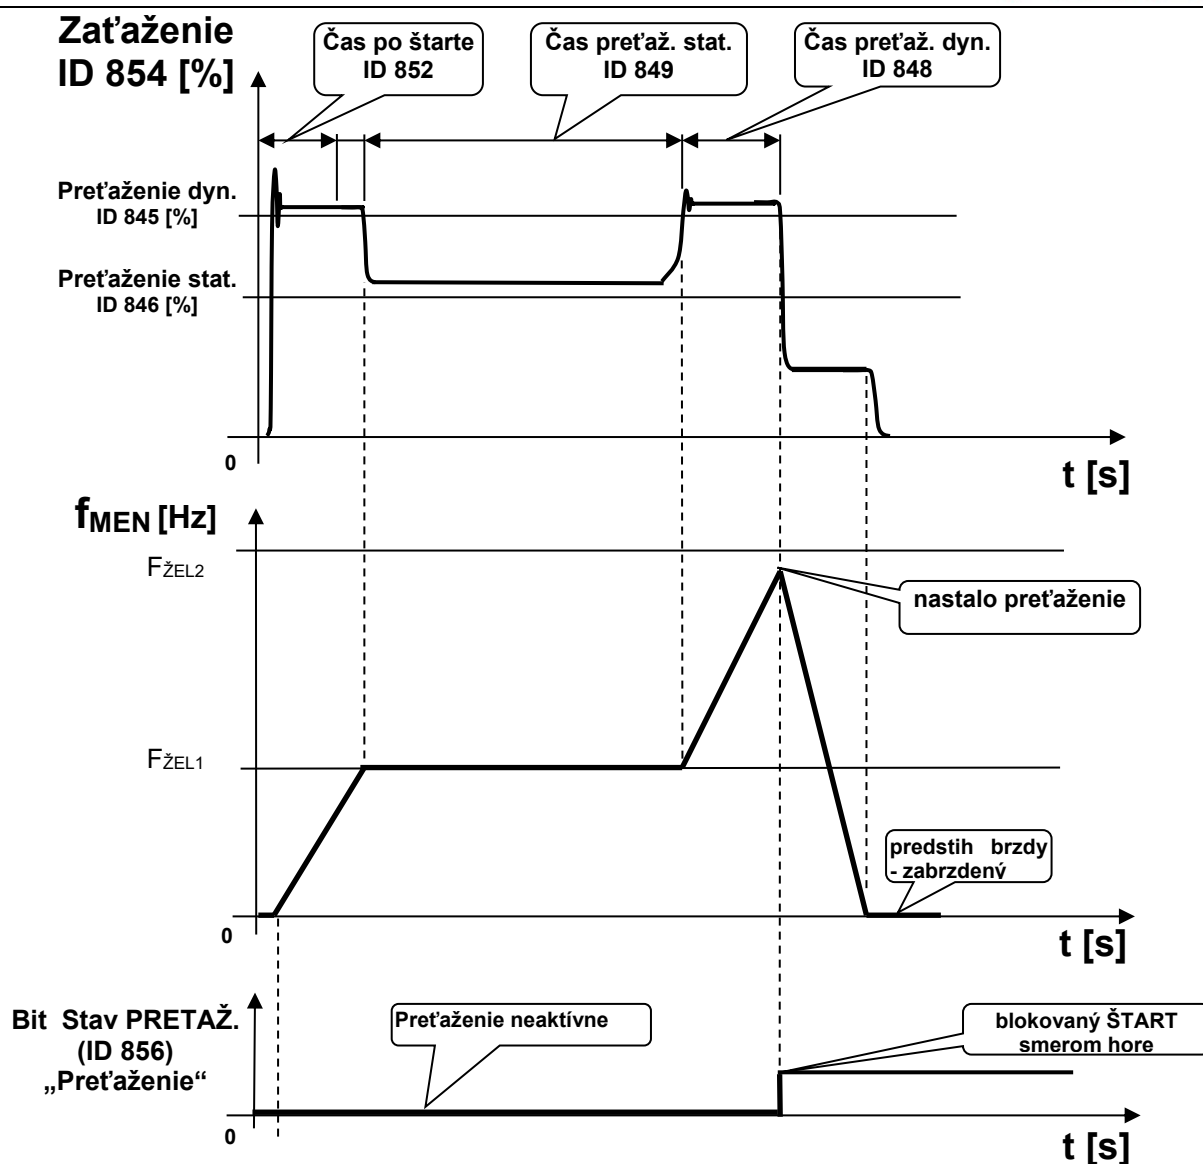 Zaťaženie
ID 854 [%]
Čas po štarte
ID 852
Čas preťaž. stat.
ID 849
Čas preťaž. dyn.
ID 848
Preťaženie dyn.
ID 845 [%]
Preťaženie stat.
ID 846 [%]
0
t [s]
fMEN [Hz]
FŽEL2
nastalo preťaženie
FŽEL1
predstih brzdy
- zabrzdený
0
t [s]
Bit Stav PRETAŽ.
(ID 856)
„Preťaženie“
Preťaženie neaktívne
blokovaný ŠTART
smerom hore
0
t [s]